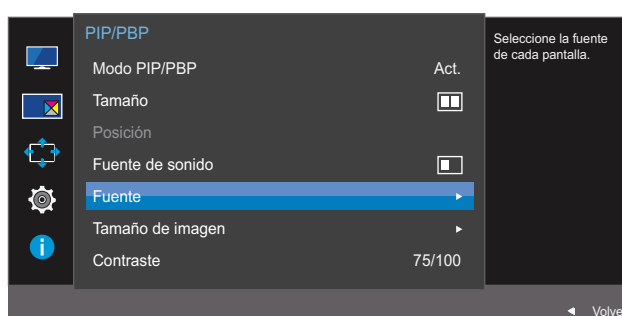 PIP/PBP
Modo PIP/PBP Act.
Tamaño
Posición
Fuente de sonido
Fuente
Tamaño de imagen
Contraste 75/100
Seleccione la fuente
de cada pantalla.
Volve